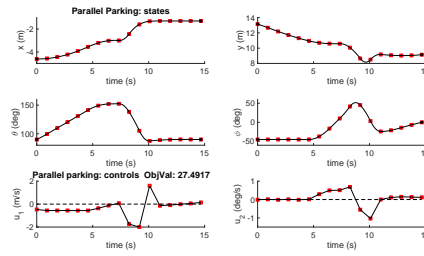 Parallel Parking: states
x (m)
-2
-4
0 5 10 15
time (s)
y (m)
14
12
10
8
0 5 10 15
time (s)
θ (deg)
150
100
0 5 10 15
time (s)
ϕ (deg)
50
0
-50
0 5 10 15
time (s)
Parallel parking: controls ObjVal: 27.4917
u1 (m/s)
2
0
-2
0 5 10 15
time (s)
u2 (deg/s)
1
0
-1
0 5 10 15
time (s)